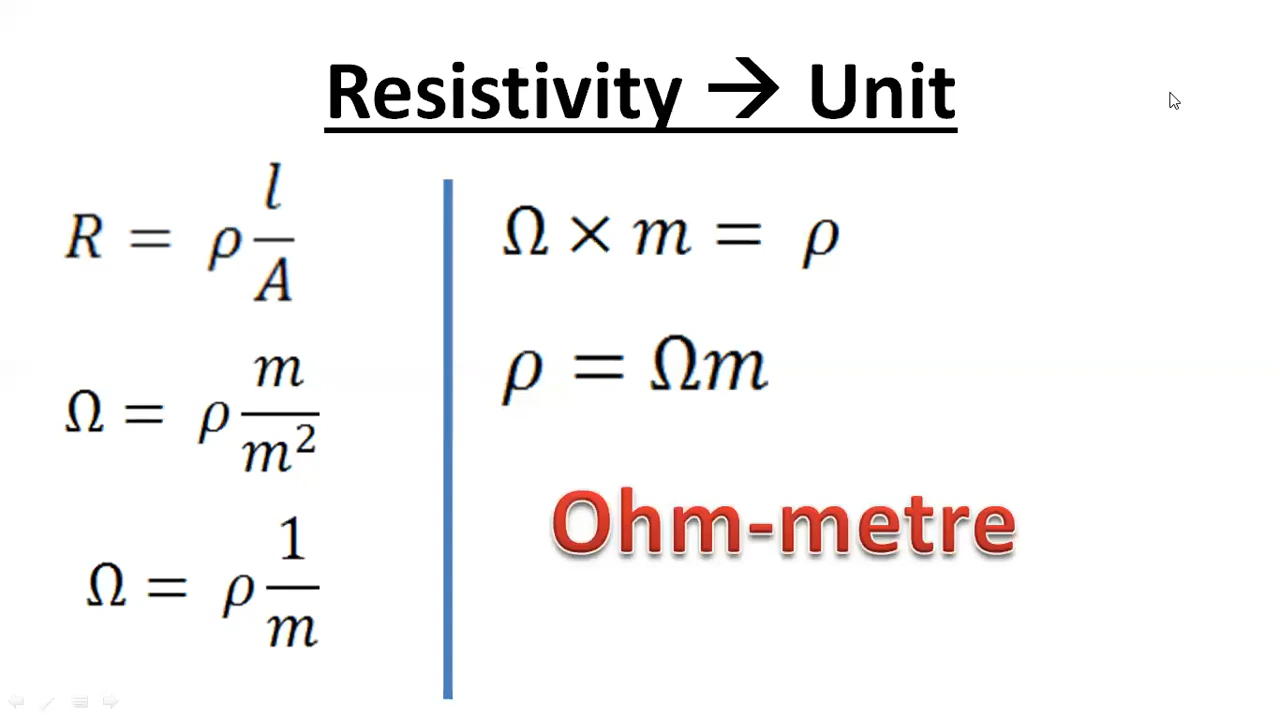 Resistivity → Unit
R = ρ l/A
Ω = ρ m/m²
Ω = ρ 1/m
Ω × m = ρ
ρ = Ωm
Ohm-metre